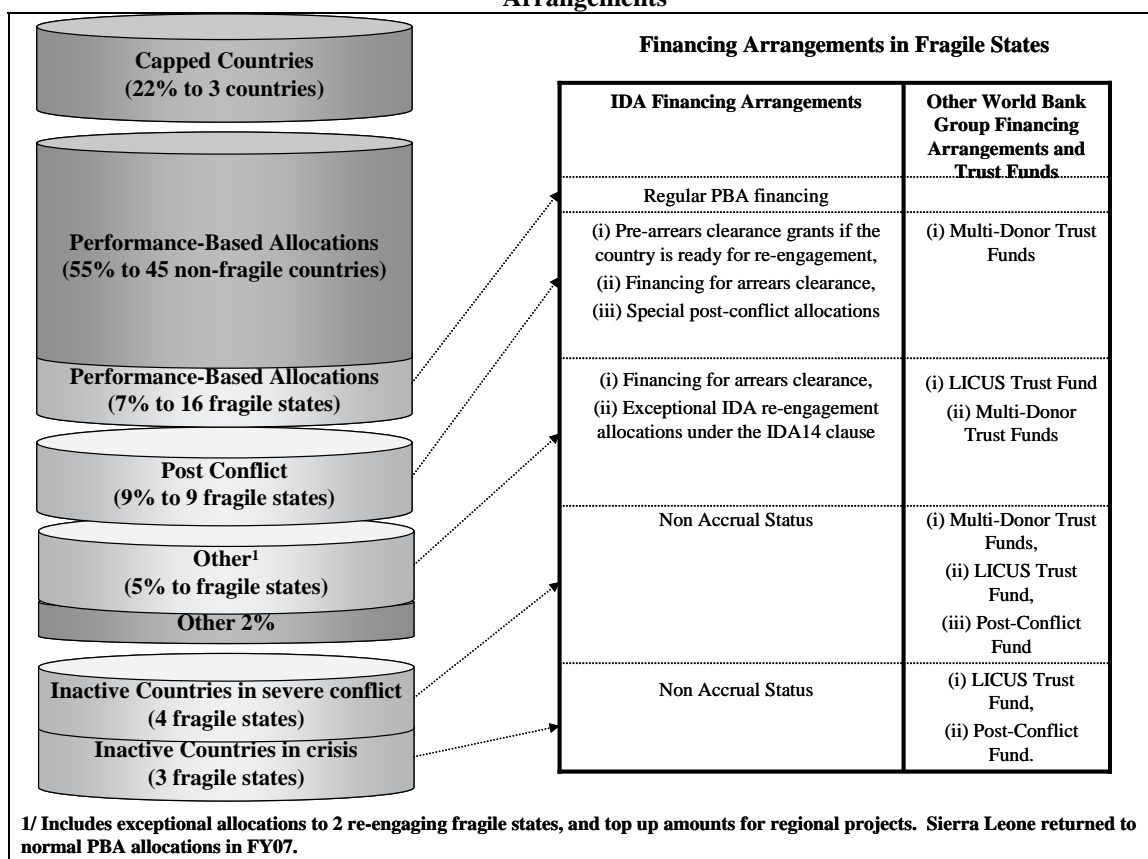 Arrangements
Capped Countries
(22% to 3 countries)
Performance-Based Allocations
(55% to 45 non-fragile countries)
Performance-Based Allocations
(7% to 16 fragile states)
Post Conflict
(9% to 9 fragile states)
Other¹
(5% to fragile states)
Other 2%
Inactive Countries in severe conflict
(4 fragile states)
Inactive Countries in crisis
(3 fragile states)
Financing Arrangements in Fragile States
IDA Financing Arrangements
Other World Bank
Group Financing
Arrangements and
Trust Funds
Regular PBA financing
(i) Pre-arrears clearance grants if the
country is ready for re-engagement,
(ii) Financing for arrears clearance,
(iii) Special post-conflict allocations
(i) Multi-Donor Trust
Funds
(i) Financing for arrears clearance,
(ii) Exceptional IDA re-engagement
allocations under the IDA14 clause
(i) LICUS Trust Fund
(ii) Multi-Donor
Trust Funds
Non Accrual Status
(i) Multi-Donor Trust
Funds,
(ii) LICUS Trust
Fund,
(iii) Post-Conflict
Fund
Non Accrual Status
(i) LICUS Trust
Fund,
(ii) Post-Conflict
Fund.
1/ Includes exceptional allocations to 2 re-engaging fragile states, and top up amounts for regional projects.  Sierra Leone returned to
normal PBA allocations in FY07.